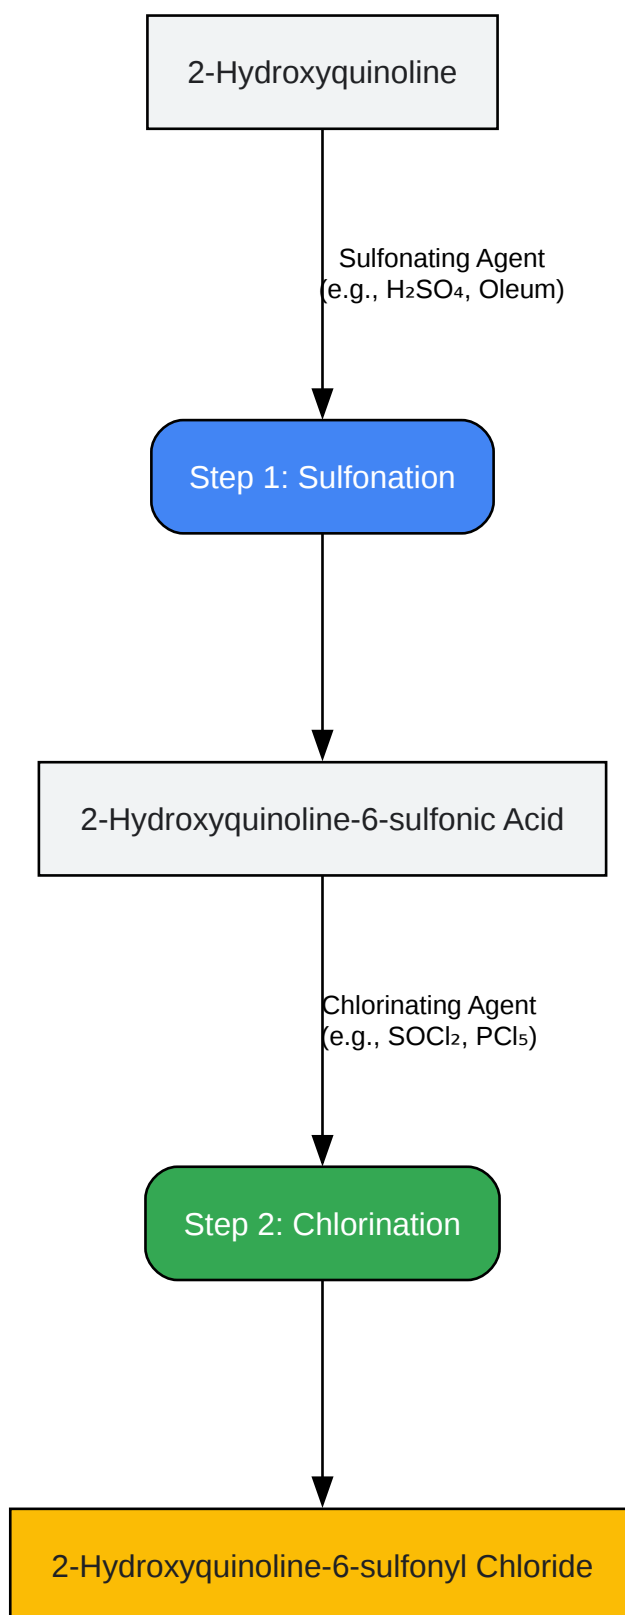 2-Hydroxyquinoline
Sulfonating Agent
(e.g., H₂SO₄, Oleum)
Step 1: Sulfonation
2-Hydroxyquinoline-6-sulfonic Acid
Chlorinating Agent
(e.g., SOCl₂, PCl₅)
Step 2: Chlorination
2-Hydroxyquinoline-6-sulfonyl Chloride